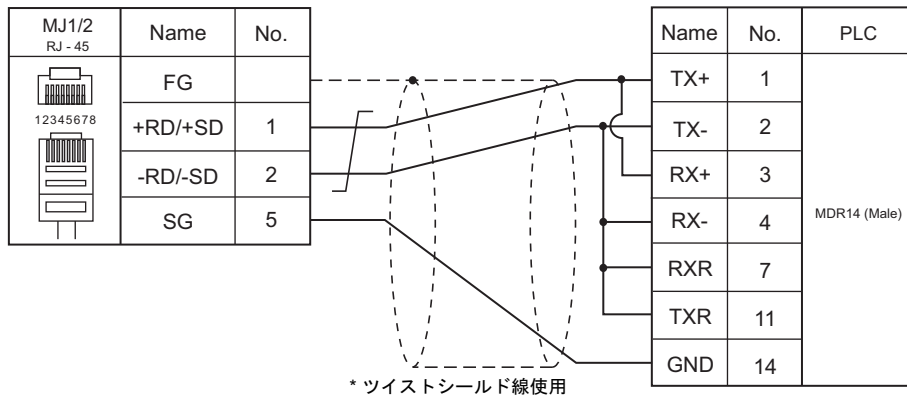 MJ1/2
RJ - 45
Name
No.
12345678
FG
+RD/+SD
1
-RD/-SD
2
SG
5
Name
No.
PLC
TX+
1
TX-
2
RX+
3
RX-
4
RXR
7
TXR
11
GND
14
MDR14 (Male)
* ツイストシールド線使用